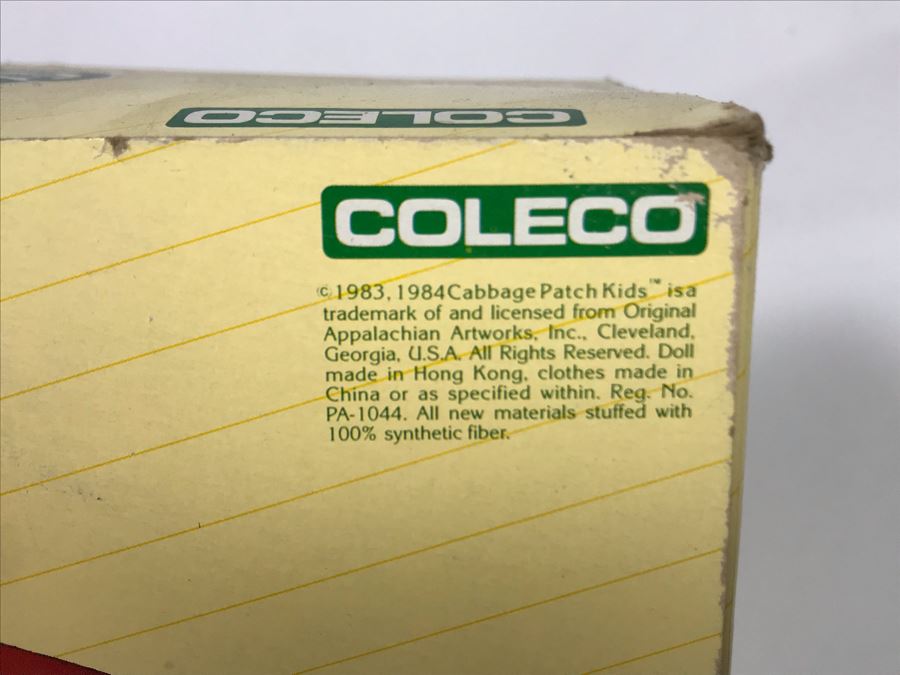 COLECO
COLECO
©1983, 1984 Cabbage Patch Kids™ is a
trademark of and licensed from Original
Appalachian Artworks, Inc., Cleveland,
Georgia, U.S.A. All Rights Reserved. Doll
made in Hong Kong, clothes made in
China or as specified within. Reg. No.
PA-1044. All new materials stuffed with
100% synthetic fiber.